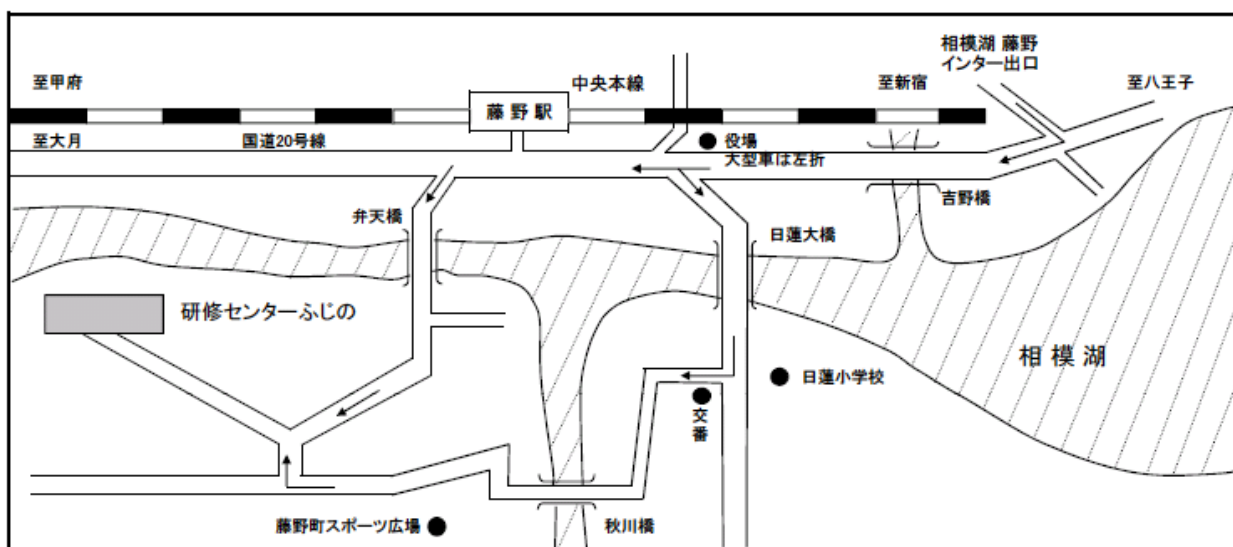 相模湖 藤野
インター出口
至甲府
中央本線
至新宿
至八王子
藤野駅
至大月
国道20号線
役場
大型車は左折
吉野橋
弁天橋
日蓮大橋
研修センターふじの
相模湖
日蓮小学校
交番
藤野町スポーツ広場
秋川橋